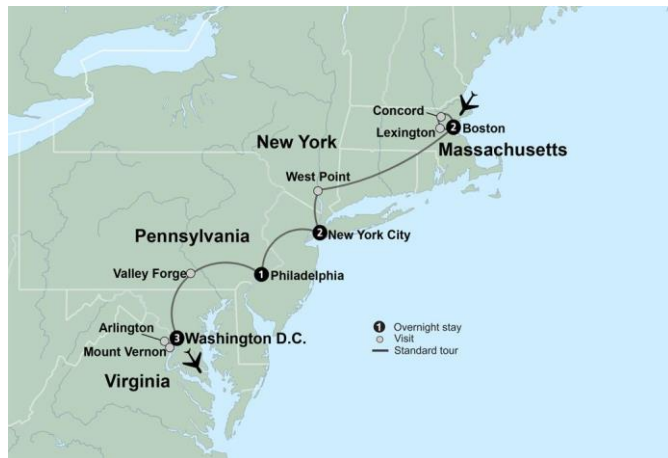 Concord
Lexington
2 Boston
Massachusetts
New York
West Point
2 New York City
Pennsylvania
Valley Forge
1 Philadelphia
Arlington
3 Washington D.C.
Mount Vernon
Virginia
1 Overnight stay
Visit
Standard tour